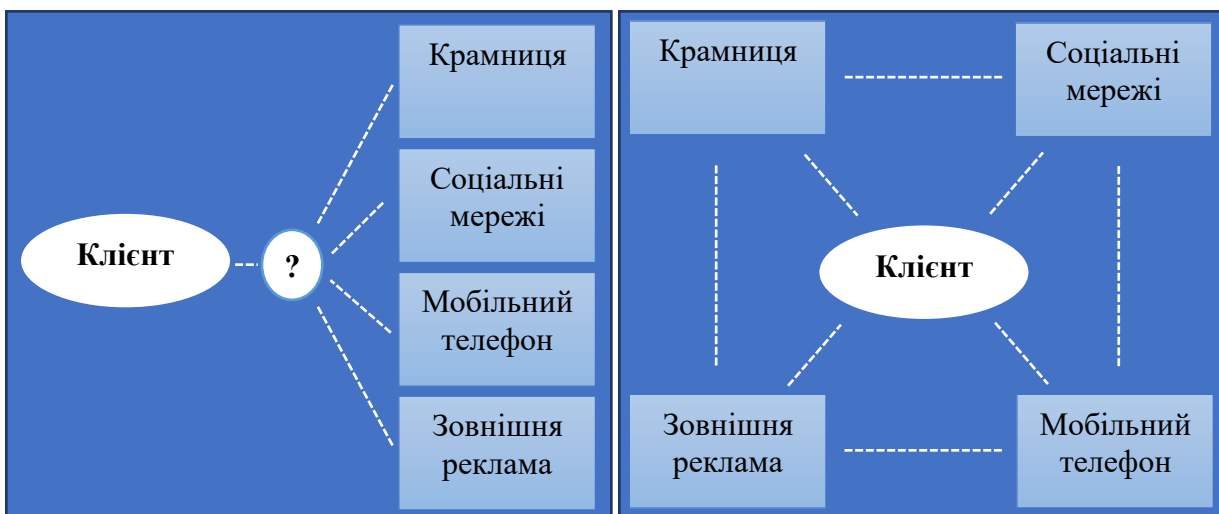 Крамниця
Соціальні
мережі
Клієнт
?
Мобільний
телефон
Зовнішня
реклама
Крамниця
Соціальні
мережі
Клієнт
Зовнішня
реклама
Мобільний
телефон